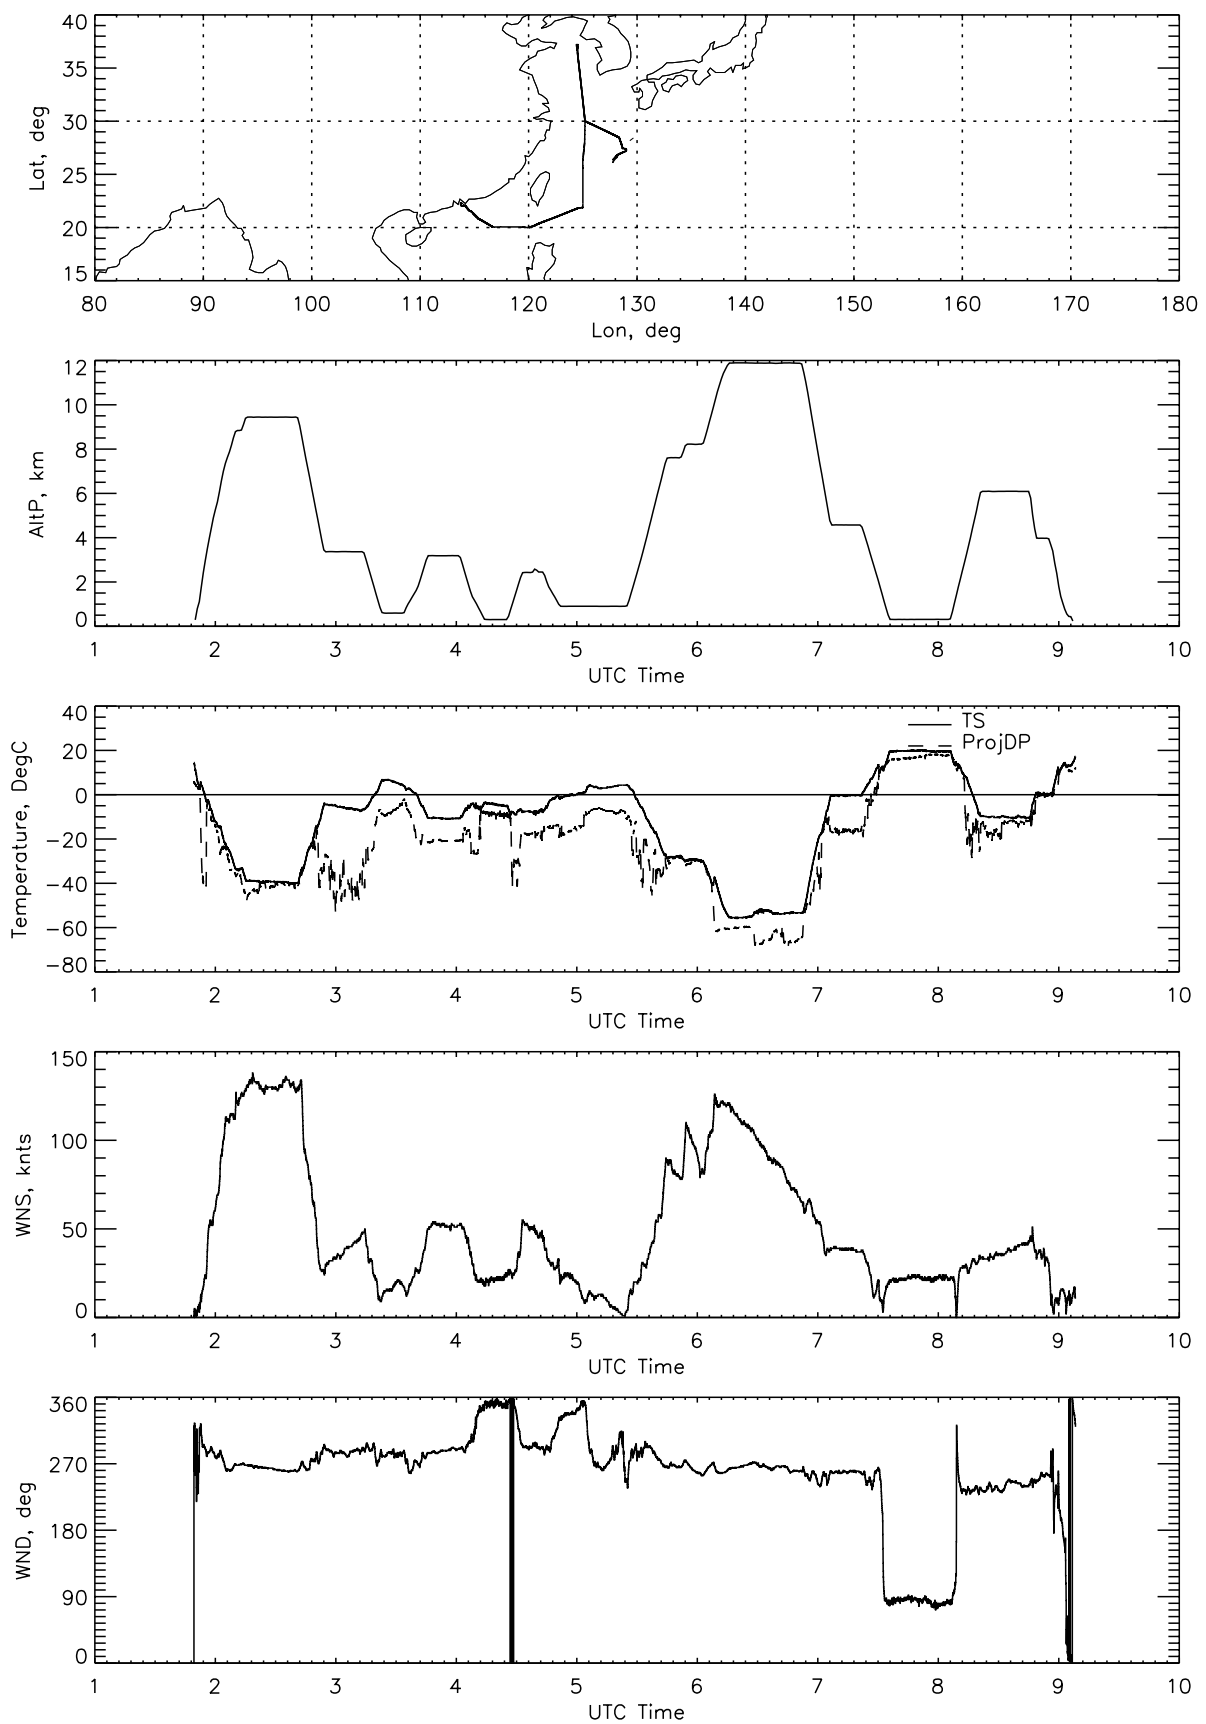 40
35
30
25
20
15
Lat, deg
80 90 100 110 120 130 140 150 160 170 180
Lon, deg
12
10
8
6
4
2
0
AltP, km
1 2 3 4 5 6 7 8 9 10
UTC Time
40
20
0
-20
-40
-60
-80
Temperature, DegC
TS
ProjDP
1 2 3 4 5 6 7 8 9 10
UTC Time
150
100
50
0
WNS, knts
1 2 3 4 5 6 7 8 9 10
UTC Time
360
270
180
90
0
WND, deg
1 2 3 4 5 6 7 8 9 10
UTC Time